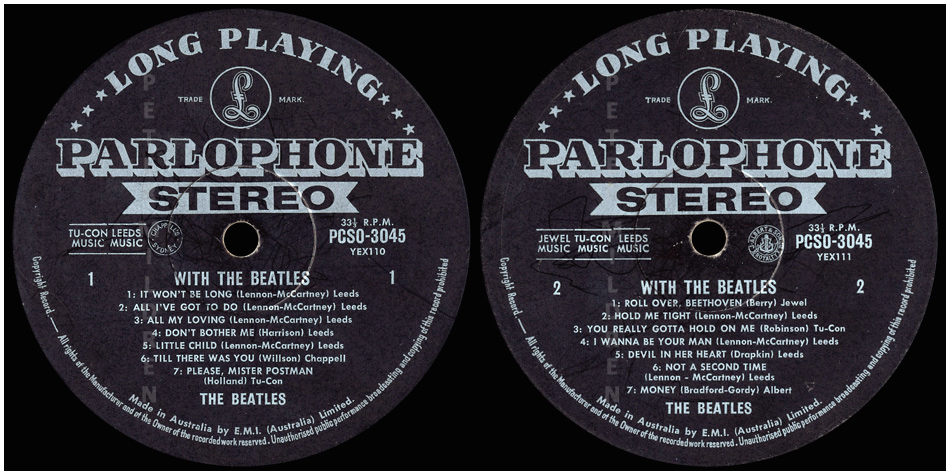 LONG PLAYING
TRADE MARK.
£
PARLOPHONE
STEREO
TU-CON LEEDS
MUSIC MUSIC
CHAPPELL
SYDNEY
33⅓ R.P.M.
PCSO-3045
YEX110
1
1
WITH THE BEATLES
1: IT WON'T BE LONG (Lennon-McCartney) Leeds
2: ALL I'VE GOT TO DO (Lennon-McCartney) Leeds
3: ALL MY LOVING (Lennon-McCartney) Leeds
4: DON'T BOTHER ME (Harrison) Leeds
5: LITTLE CHILD (Lennon-McCartney) Leeds
6: TILL THERE WAS YOU (Willson) Chappell
7: PLEASE, MISTER POSTMAN
(Holland) Tu-Con
THE BEATLES
Made in Australia by E.M.I. (Australia) Limited.
Copyright Record.— All rights of the Manufacturer and of the Owner of the recorded work reserved. Unauthorised public performance broadcasting and copying of this record prohibited
LONG PLAYING
TRADE MARK.
£
PARLOPHONE
STEREO
JEWEL TU-CON LEEDS
MUSIC MUSIC MUSIC
ALBERT & SON
ROYALTY
33⅓ R.P.M.
PCSO-3045
YEX111
2
2
WITH THE BEATLES
1: ROLL OVER, BEETHOVEN (Berry) Jewel
2: HOLD ME TIGHT (Lennon-McCartney) Leeds
3: YOU REALLY GOTTA HOLD ON ME (Robinson) Tu-Con
4: I WANNA BE YOUR MAN (Lennon-McCartney) Leeds
5: DEVIL IN HER HEART (Drapkin) Leeds
6: NOT A SECOND TIME
(Lennon - McCartney) Leeds
7: MONEY (Bradford-Gordy) Albert
THE BEATLES
Made in Australia by E.M.I. (Australia) Limited.
Copyright Record.— All rights of the Manufacturer and of the Owner of the recorded work reserved. Unauthorised public performance broadcasting and copying of this record prohibited